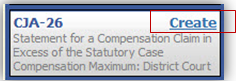 CJA-26 Create
Statement for a Compensation Claim in
Excess of the Statutory Case
Compensation Maximum: District Court